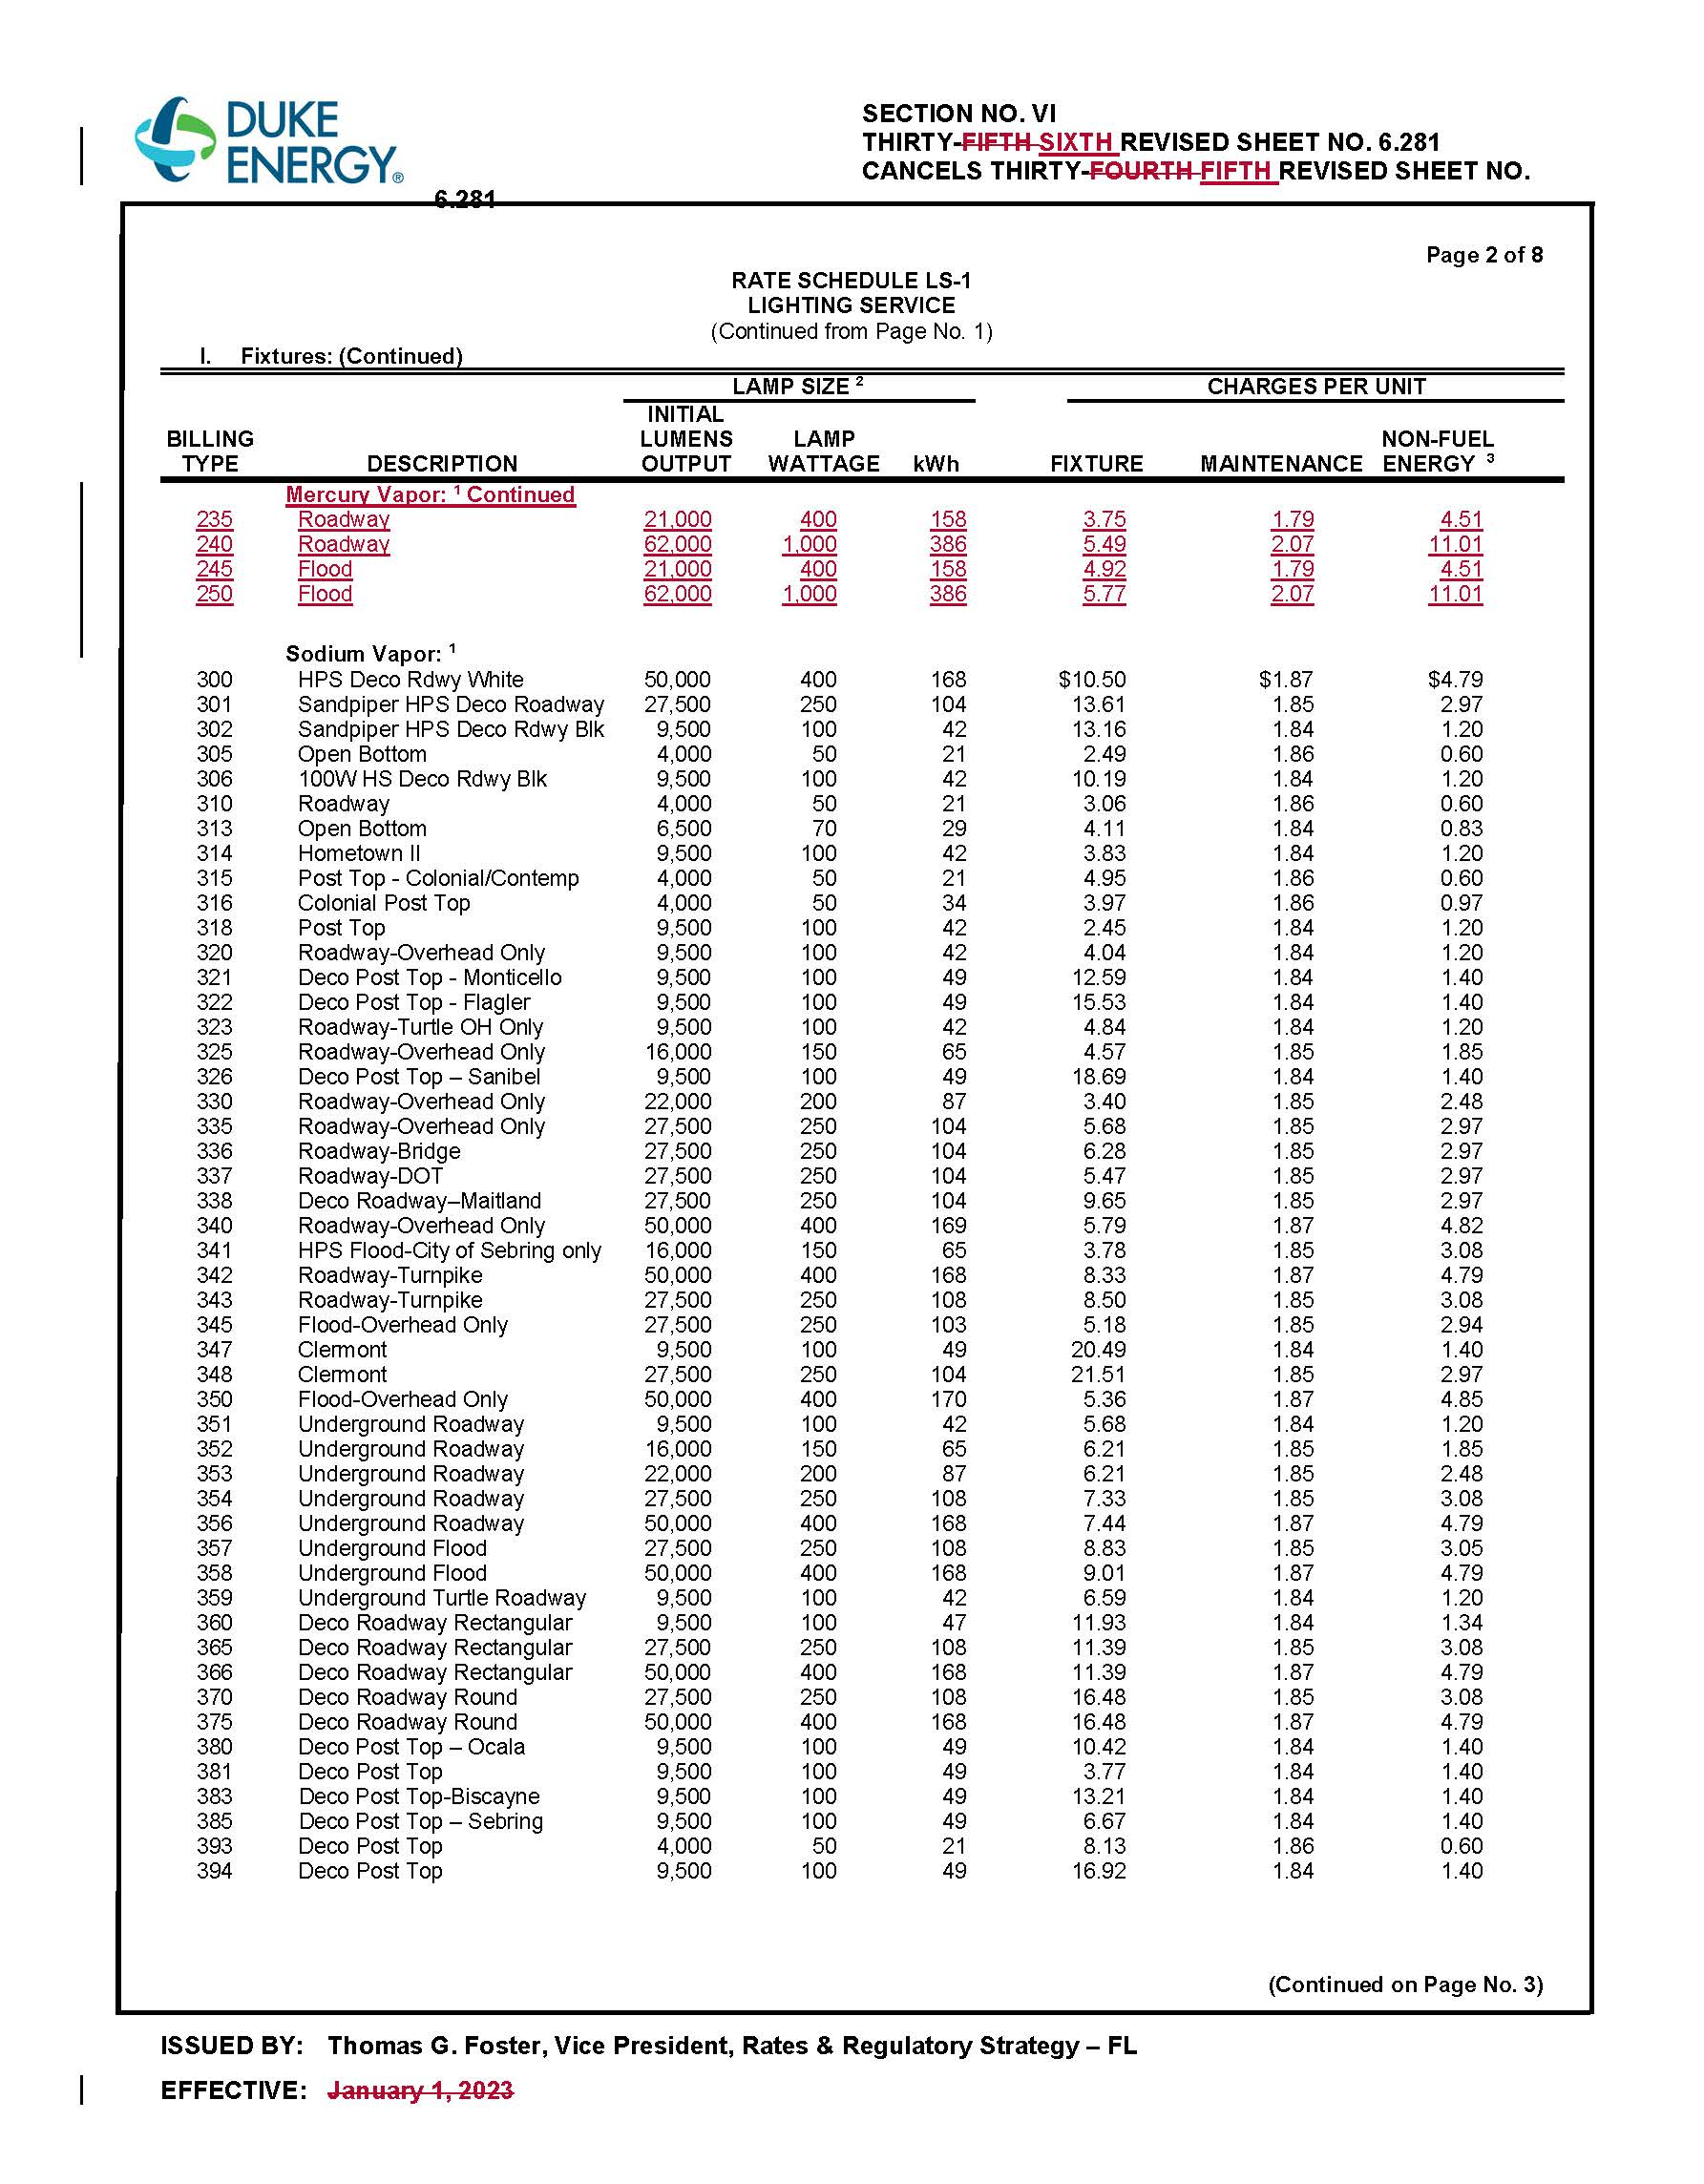 DUKE ENERGY®
SECTION NO. VI
THIRTY-FIFTH SIXTH REVISED SHEET NO. 6.281
CANCELS THIRTY-FOURTH FIFTH REVISED SHEET NO.
6.281
Page 2 of 8
RATE SCHEDULE LS-1
LIGHTING SERVICE
(Continued from Page No. 1)
I. Fixtures: (Continued)
LAMP SIZE ² CHARGES PER UNIT
INITIAL
BILLING LUMENS LAMP NON-FUEL
TYPE DESCRIPTION OUTPUT WATTAGE kWh FIXTURE MAINTENANCE ENERGY ³
Mercury Vapor: ¹ Continued
235 Roadway 21,000 400 158 3.75 1.79 4.51
240 Roadway 62,000 1,000 386 5.49 2.07 11.01
245 Flood 21,000 400 158 4.92 1.79 4.51
250 Flood 62,000 1,000 386 5.77 2.07 11.01
Sodium Vapor: ¹
300 HPS Deco Rdwy White 50,000 400 168 $10.50 $1.87 $4.79
301 Sandpiper HPS Deco Roadway 27,500 250 104 13.61 1.85 2.97
302 Sandpiper HPS Deco Rdwy Blk 9,500 100 42 13.16 1.84 1.20
305 Open Bottom 4,000 50 21 2.49 1.86 0.60
306 100W HS Deco Rdwy Blk 9,500 100 42 10.19 1.84 1.20
310 Roadway 4,000 50 21 3.06 1.86 0.60
313 Open Bottom 6,500 70 29 4.11 1.84 0.83
314 Hometown II 9,500 100 42 3.83 1.84 1.20
315 Post Top - Colonial/Contemp 4,000 50 21 4.95 1.86 0.60
316 Colonial Post Top 4,000 50 34 3.97 1.86 0.97
318 Post Top 9,500 100 42 2.45 1.84 1.20
320 Roadway-Overhead Only 9,500 100 42 4.04 1.84 1.20
321 Deco Post Top - Monticello 9,500 100 49 12.59 1.84 1.40
322 Deco Post Top - Flagler 9,500 100 49 15.53 1.84 1.40
323 Roadway-Turtle OH Only 9,500 100 42 4.84 1.84 1.20
325 Roadway-Overhead Only 16,000 150 65 4.57 1.85 1.85
326 Deco Post Top – Sanibel 9,500 100 49 18.69 1.84 1.40
330 Roadway-Overhead Only 22,000 200 87 3.40 1.85 2.48
335 Roadway-Overhead Only 27,500 250 104 5.68 1.85 2.97
336 Roadway-Bridge 27,500 250 104 6.28 1.85 2.97
337 Roadway-DOT 27,500 250 104 5.47 1.85 2.97
338 Deco Roadway–Maitland 27,500 250 104 9.65 1.85 2.97
340 Roadway-Overhead Only 50,000 400 169 5.79 1.87 4.82
341 HPS Flood-City of Sebring only 16,000 150 65 3.78 1.85 3.08
342 Roadway-Turnpike 50,000 400 168 8.33 1.87 4.79
343 Roadway-Turnpike 27,500 250 108 8.50 1.85 3.08
345 Flood-Overhead Only 27,500 250 103 5.18 1.85 2.94
347 Clermont 9,500 100 49 20.49 1.84 1.40
348 Clermont 27,500 250 104 21.51 1.85 2.97
350 Flood-Overhead Only 50,000 400 170 5.36 1.87 4.85
351 Underground Roadway 9,500 100 42 5.68 1.84 1.20
352 Underground Roadway 16,000 150 65 6.21 1.85 1.85
353 Underground Roadway 22,000 200 87 6.21 1.85 2.48
354 Underground Roadway 27,500 250 108 7.33 1.85 3.08
356 Underground Roadway 50,000 400 168 7.44 1.87 4.79
357 Underground Flood 27,500 250 108 8.83 1.85 3.05
358 Underground Flood 50,000 400 168 9.01 1.87 4.79
359 Underground Turtle Roadway 9,500 100 42 6.59 1.84 1.20
360 Deco Roadway Rectangular 9,500 100 47 11.93 1.84 1.34
365 Deco Roadway Rectangular 27,500 250 108 11.39 1.85 3.08
366 Deco Roadway Rectangular 50,000 400 168 11.39 1.87 4.79
370 Deco Roadway Round 27,500 250 108 16.48 1.85 3.08
375 Deco Roadway Round 50,000 400 168 16.48 1.87 4.79
380 Deco Post Top – Ocala 9,500 100 49 10.42 1.84 1.40
381 Deco Post Top 9,500 100 49 3.77 1.84 1.40
383 Deco Post Top-Biscayne 9,500 100 49 13.21 1.84 1.40
385 Deco Post Top – Sebring 9,500 100 49 6.67 1.84 1.40
393 Deco Post Top 4,000 50 21 8.13 1.86 0.60
394 Deco Post Top 9,500 100 49 16.92 1.84 1.40
(Continued on Page No. 3)
ISSUED BY: Thomas G. Foster, Vice President, Rates & Regulatory Strategy – FL
EFFECTIVE: January 1, 2023